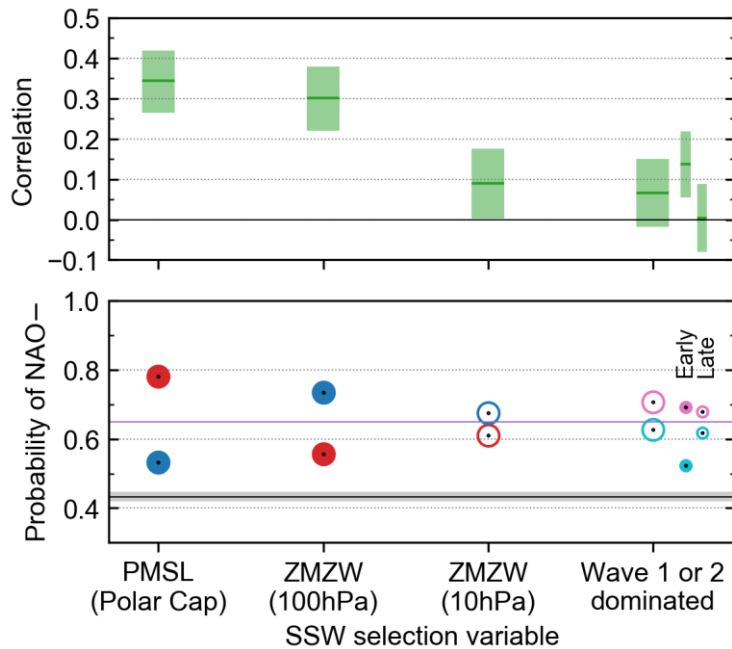 0.5
0.4
0.3
0.2
0.1
0.0
−0.1
Correlation
1.0
0.8
0.6
0.4
Probability of NAO−
Early
Late
PMSL
(Polar Cap)
ZMZW
(100hPa)
ZMZW
(10hPa)
Wave 1 or 2
dominated
SSW selection variable